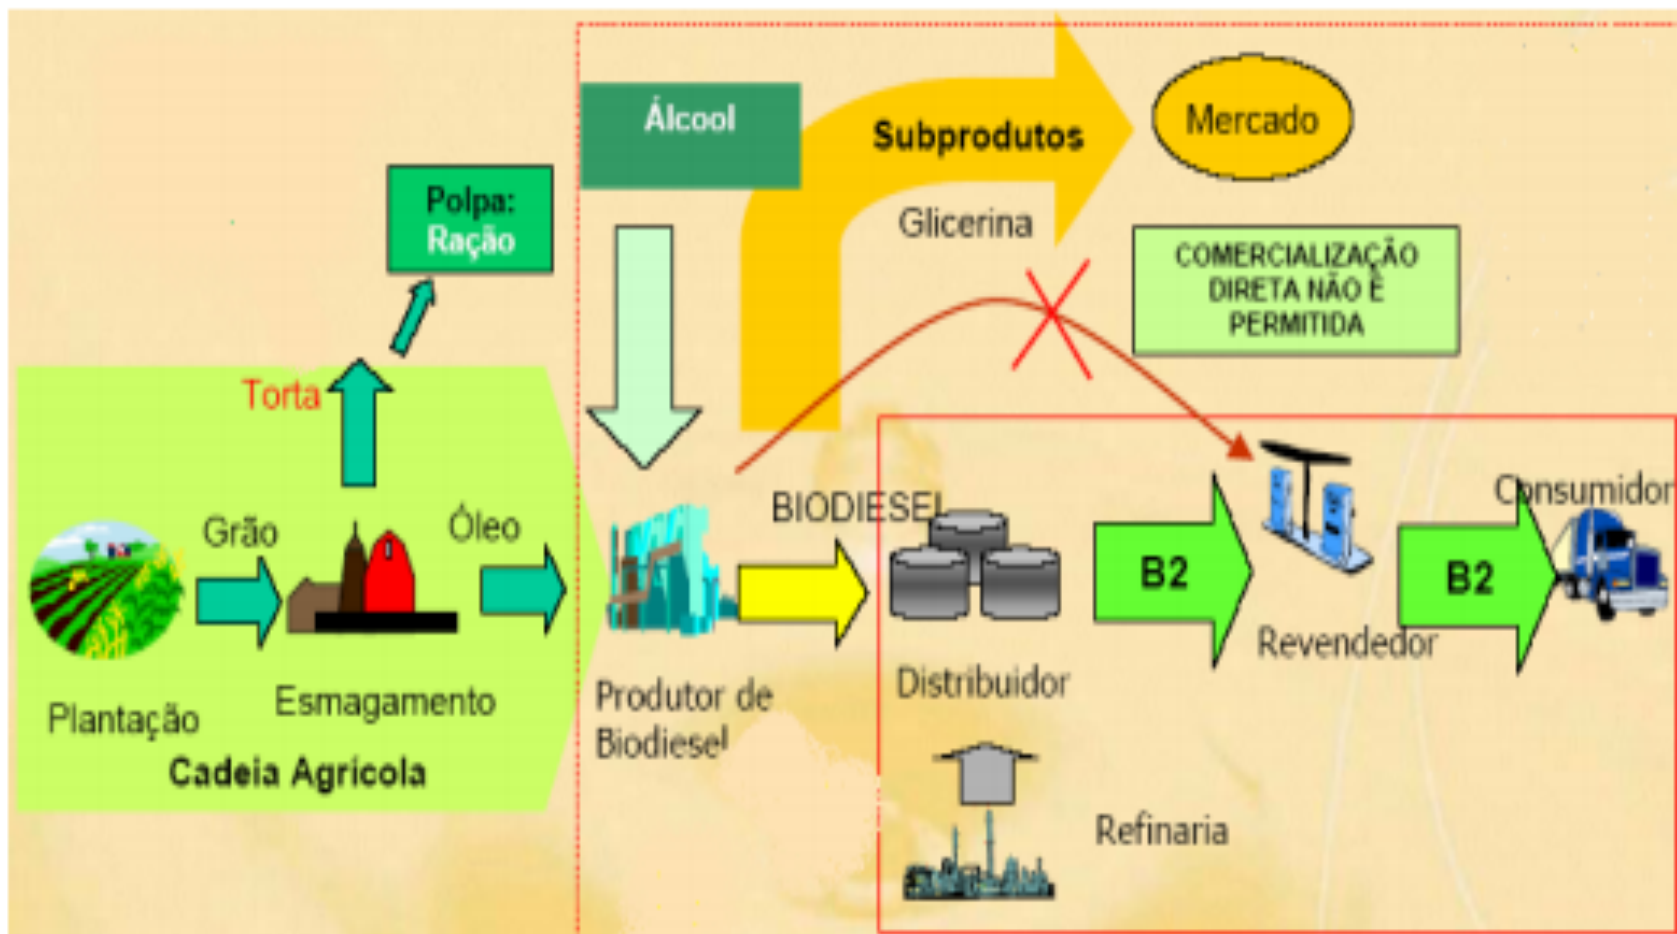 Álcool
Subprodutos
Mercado
Polpa:
Ração
Glicerina
COMERCIALIZAÇÃO
DIRETA NÃO É
PERMITIDA
Torta
Grão
Óleo
BIODIESEL
Consumidor
B2
B2
Plantação
Esmagamento
Produtor de
Biodiesel
Distribuidor
Revendedor
Cadeia Agrícola
Refinaria